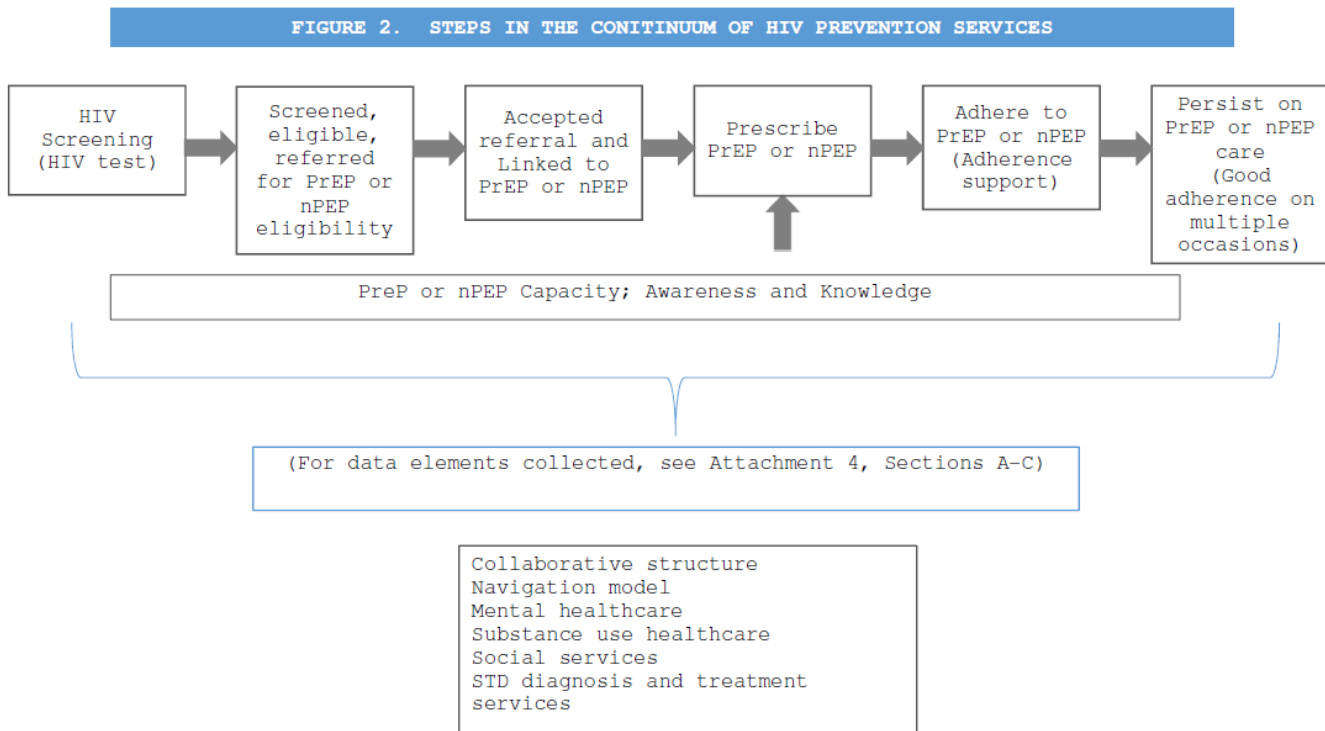 FIGURE 2. STEPS IN THE CONITINUUM OF HIV PREVENTION SERVICES
HIV
Screening
(HIV test)
Screened,
eligible,
referred
for PrEP or
nPEP
eligibility
Accepted
referral and
Linked to
PrEP or nPEP
Prescribe
PrEP or nPEP
Adhere to
PrEP or nPEP
(Adherence
support)
Persist on
PrEP or nPEP
care
(Good
adherence on
multiple
occasions)
PreP or nPEP Capacity; Awareness and Knowledge
(For data elements collected, see Attachment 4, Sections A–C)
Collaborative structure
Navigation model
Mental healthcare
Substance use healthcare
Social services
STD diagnosis and treatment
services